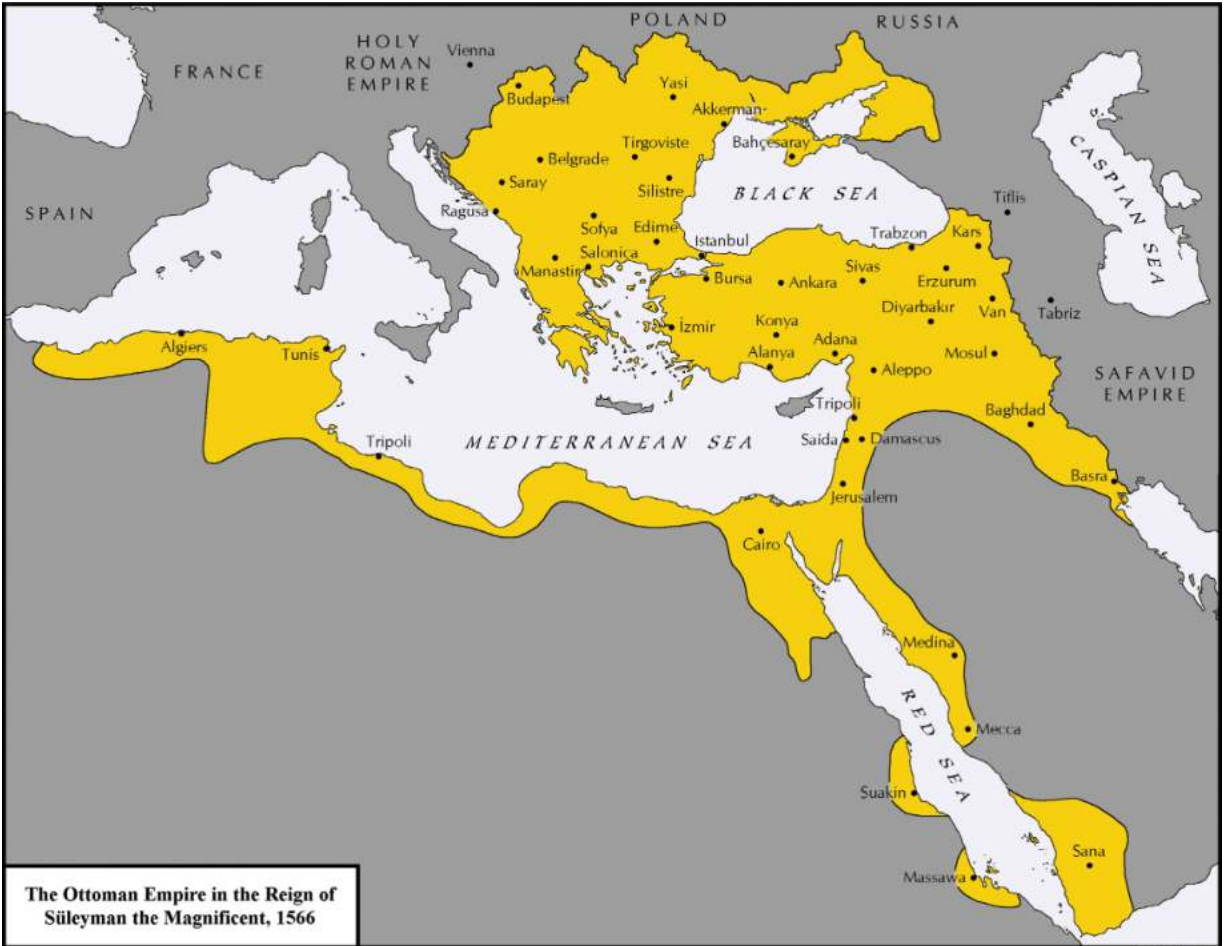 POLAND
RUSSIA
HOLY
ROMAN
EMPIRE
Vienna
FRANCE
Budapest
Yasi
Akkerman
CASPIAN SEA
Tirgoviste
Bahçesaray
Belgrade
Saray
Silistre
BLACK SEA
SPAIN
Ragusa
Tiflis
Sofya
Edime
Istanbul
Trabzon
Kars
Salonica
Manastir
Bursa
Ankara
Sivas
Erzurum
Diyarbakır
Van
Tabriz
İzmir
Konya
Adana
Alanya
Mosul
Algiers
Tunis
Aleppo
SAFAVID
EMPIRE
Tripoli
Baghdad
Tripoli
MEDITERRANEAN SEA
Saida
Damascus
Basra
Jerusalem
Cairo
Medina
RED SEA
Mecca
Suakin
Sana
Massawa
The Ottoman Empire in the Reign of
Süleyman the Magnificent, 1566